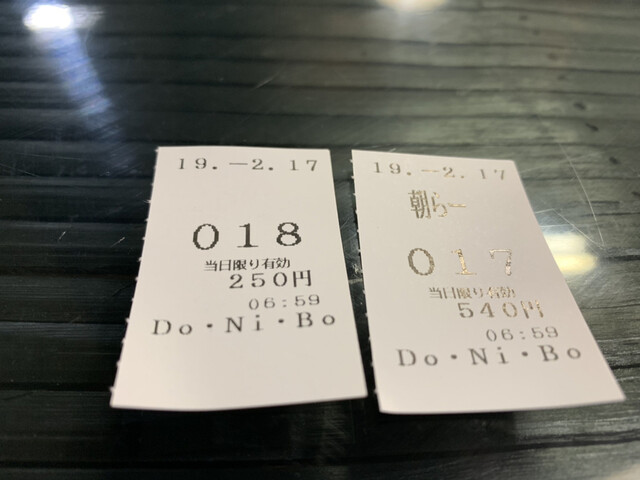 19.－2.17
018
当日限り有効
250円
06:59
Do・Ni・Bo
19.－2.17
朝らー
017
当日限り有効
540円
06:59
Do・Ni・Bo